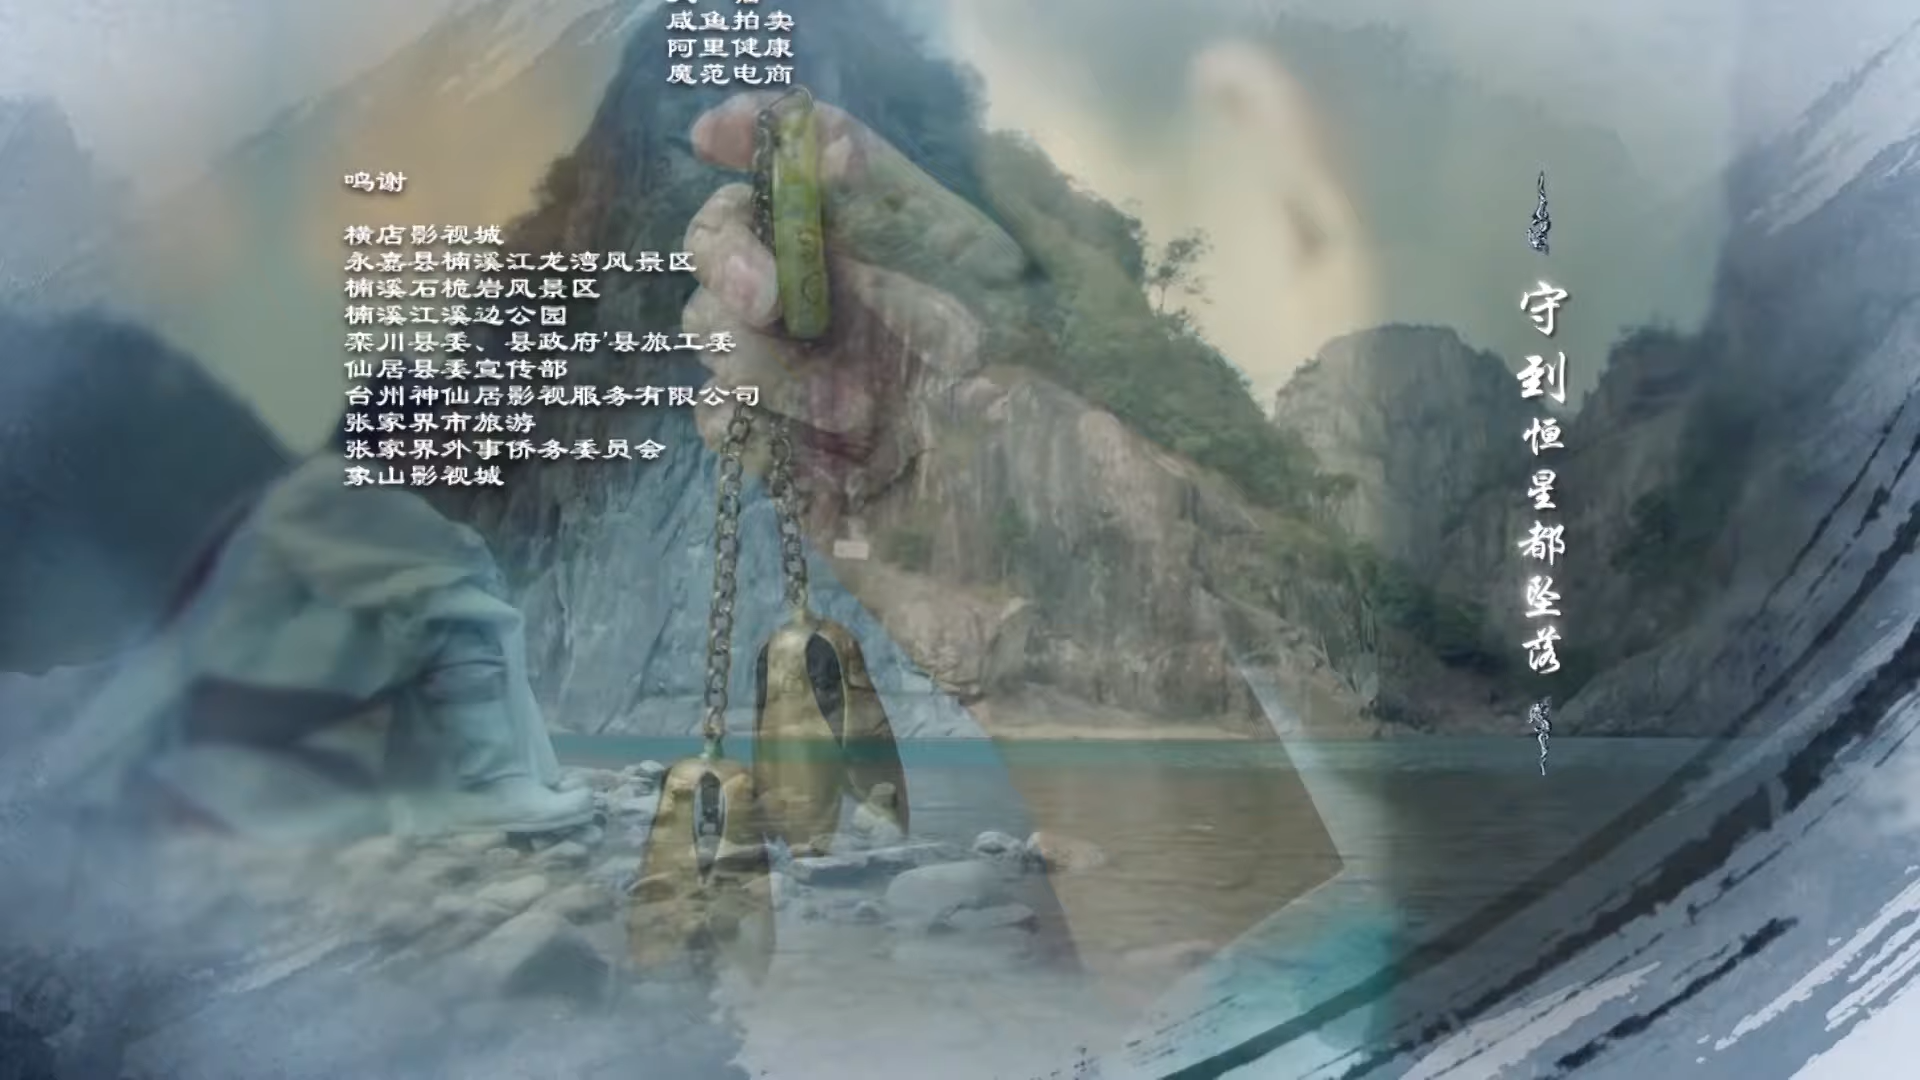 咸鱼拍卖
阿里健康
魔范电商
鸣谢
横店影视城
永嘉县楠溪江龙湾风景区
楠溪石桅岩风景区
楠溪江溪边公园
栾川县委、县政府'县旅工委
仙居县委宣传部
台州神仙居影视服务有限公司
张家界市旅游
张家界外事侨务委员会
象山影视城
守到恒星都坠落